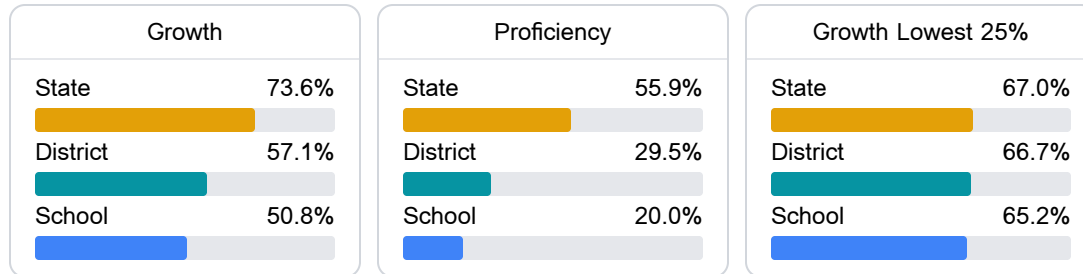 Growth
State 73.6%
District 57.1%
School 50.8%
Proficiency
State 55.9%
District 29.5%
School 20.0%
Growth Lowest 25%
State 67.0%
District 66.7%
School 65.2%